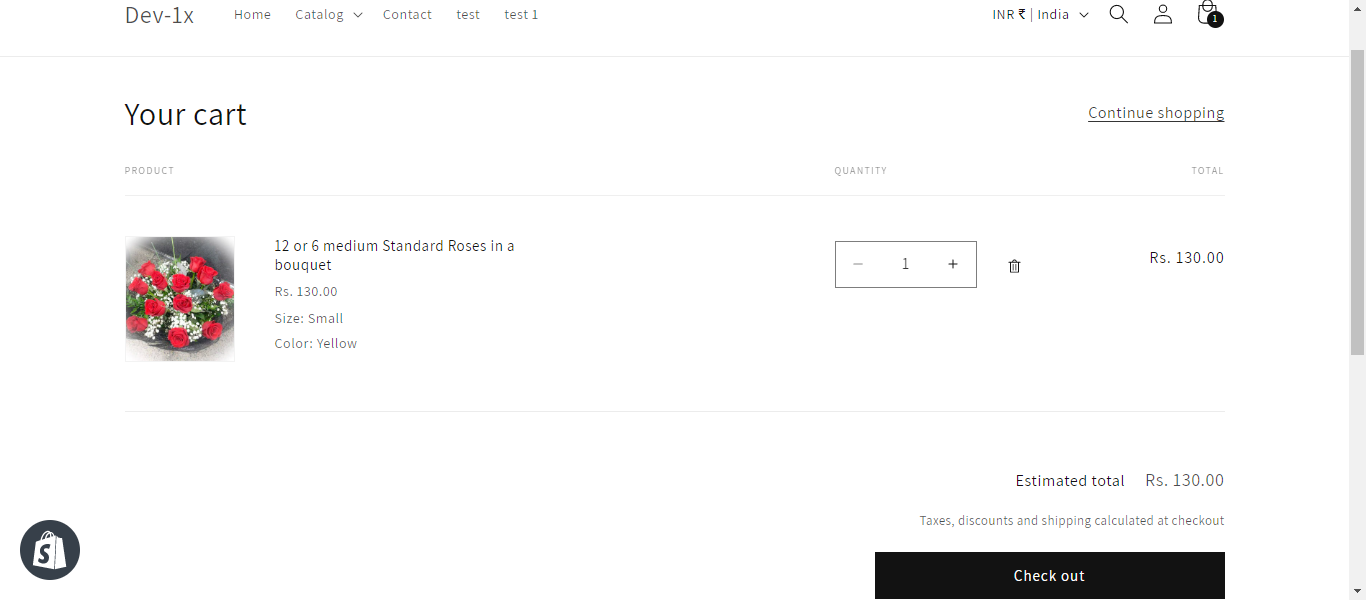 Dev-1x
Home Catalog Contact test test 1
INR ₹ | India
1
Your cart
Continue shopping
PRODUCT QUANTITY TOTAL
12 or 6 medium Standard Roses in a
bouquet
Rs. 130.00
Size: Small
Color: Yellow
− 1 +
Rs. 130.00
Estimated total Rs. 130.00
Taxes, discounts and shipping calculated at checkout
Check out
S